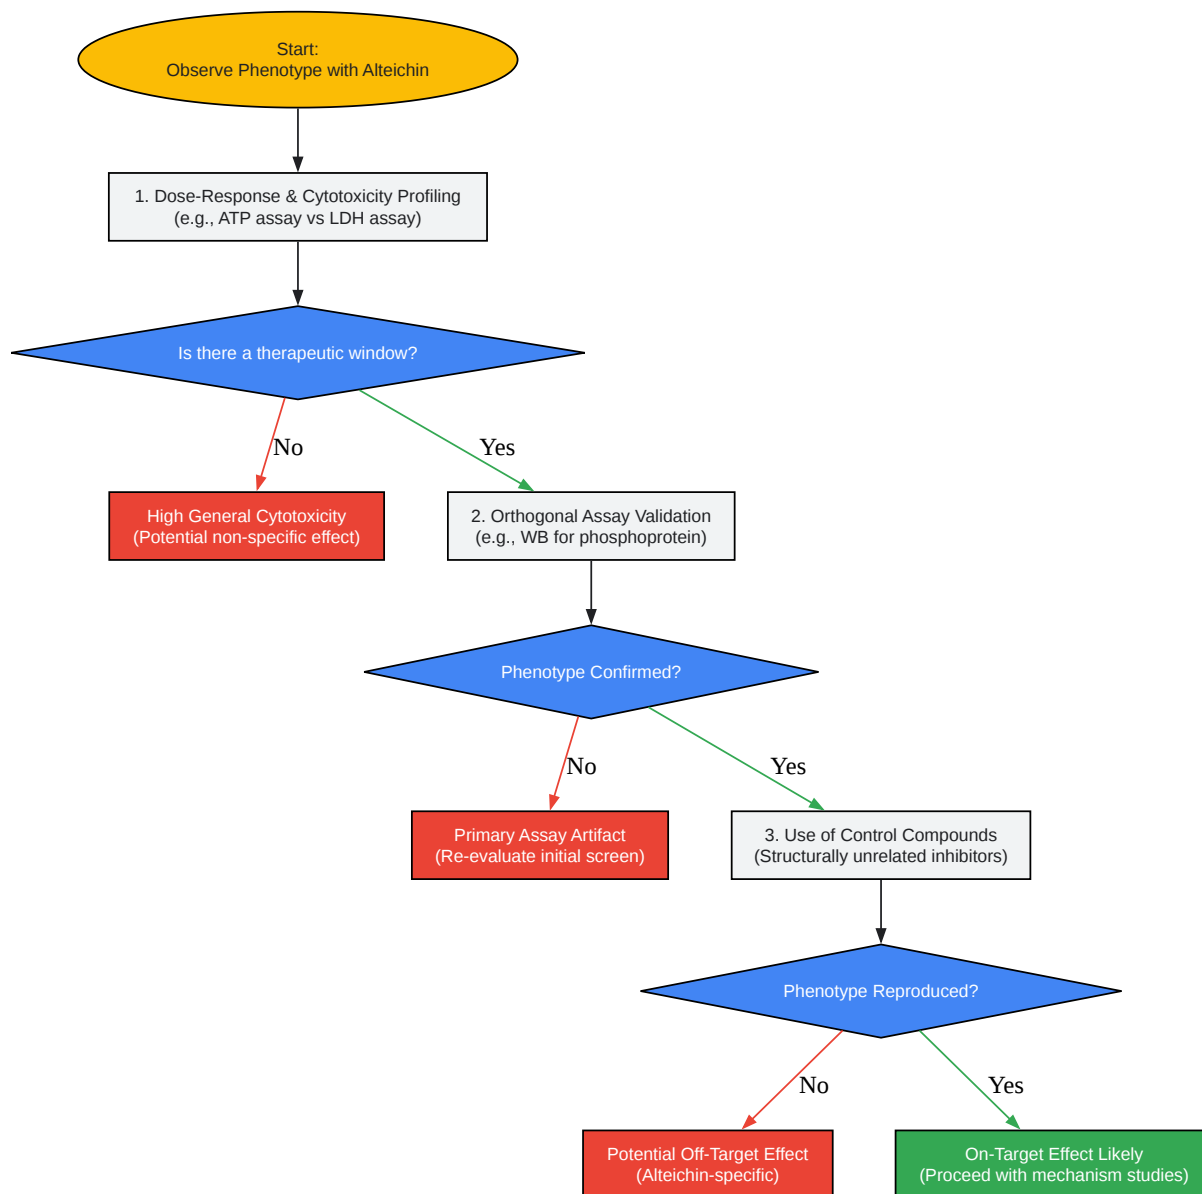 Start:
Observe Phenotype with Alteichin
1. Dose-Response & Cytotoxicity Profiling
(e.g., ATP assay vs LDH assay)
Is there a therapeutic window?
No
Yes
High General Cytotoxicity
(Potential non-specific effect)
2. Orthogonal Assay Validation
(e.g., WB for phosphoprotein)
Phenotype Confirmed?
No
Yes
Primary Assay Artifact
(Re-evaluate initial screen)
3. Use of Control Compounds
(Structurally unrelated inhibitors)
Phenotype Reproduced?
No
Yes
Potential Off-Target Effect
(Alteichin-specific)
On-Target Effect Likely
(Proceed with mechanism studies)